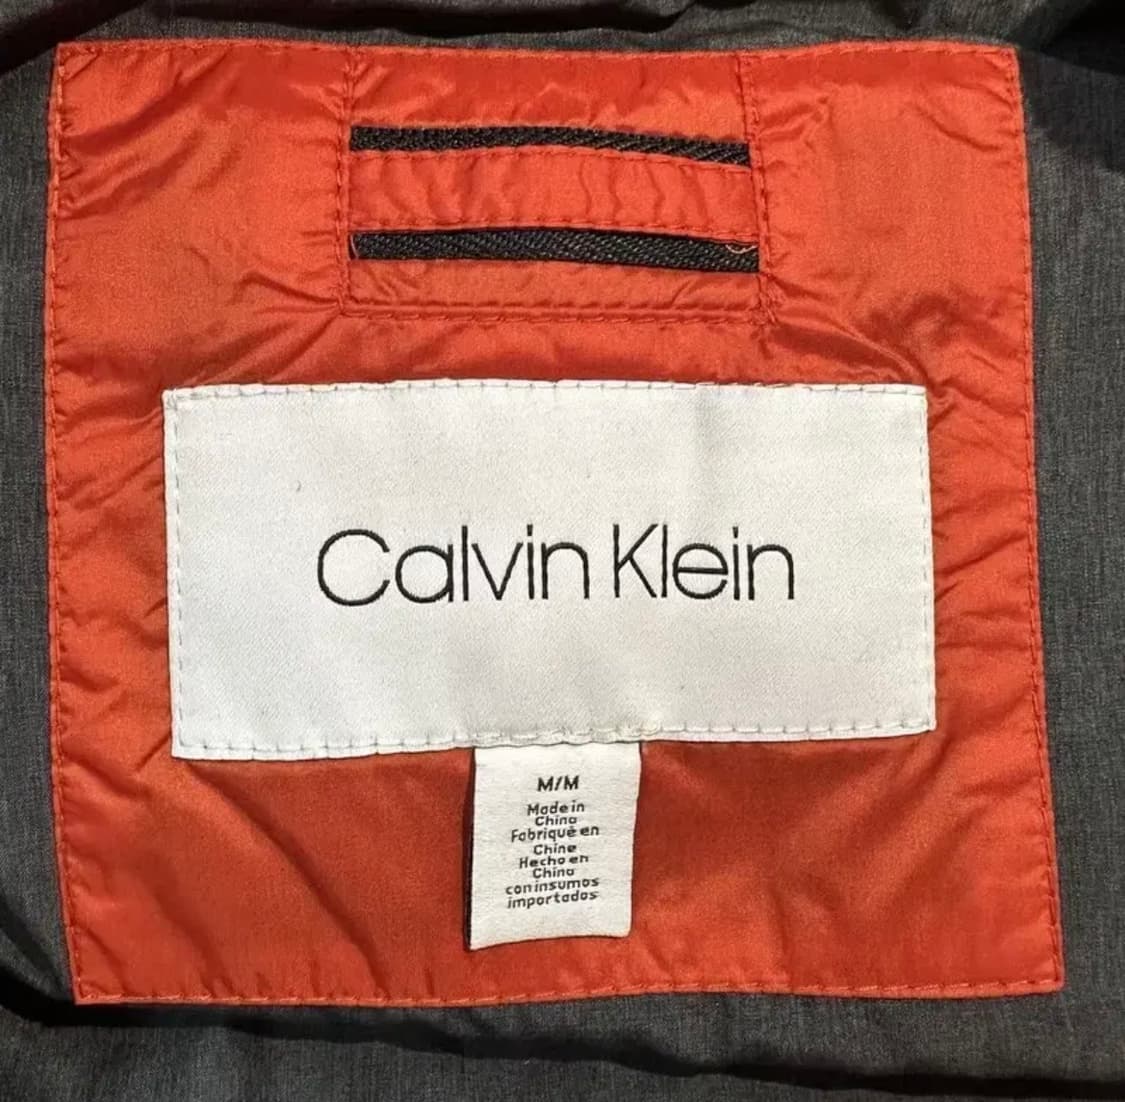 Calvin Klein
M/M
Made in
China
Fabriqué en
Chine
Hecho en
China
con insumos
importados